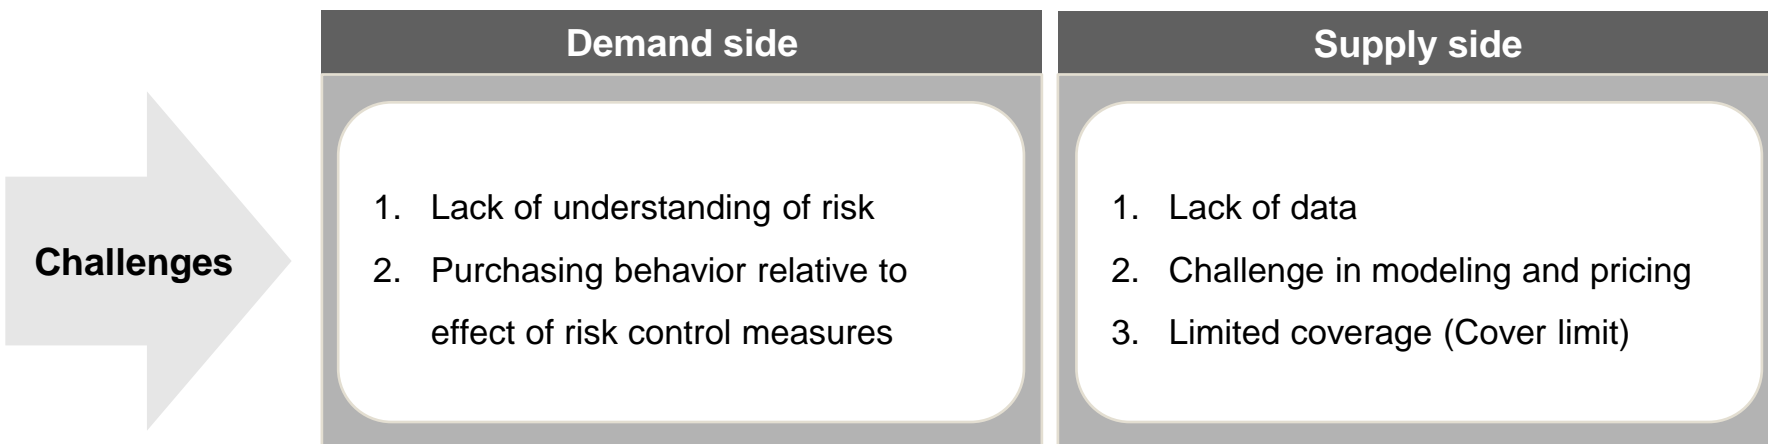 Challenges
Demand side
1. Lack of understanding of risk
2. Purchasing behavior relative to
effect of risk control measures
Supply side
1. Lack of data
2. Challenge in modeling and pricing
3. Limited coverage (Cover limit)